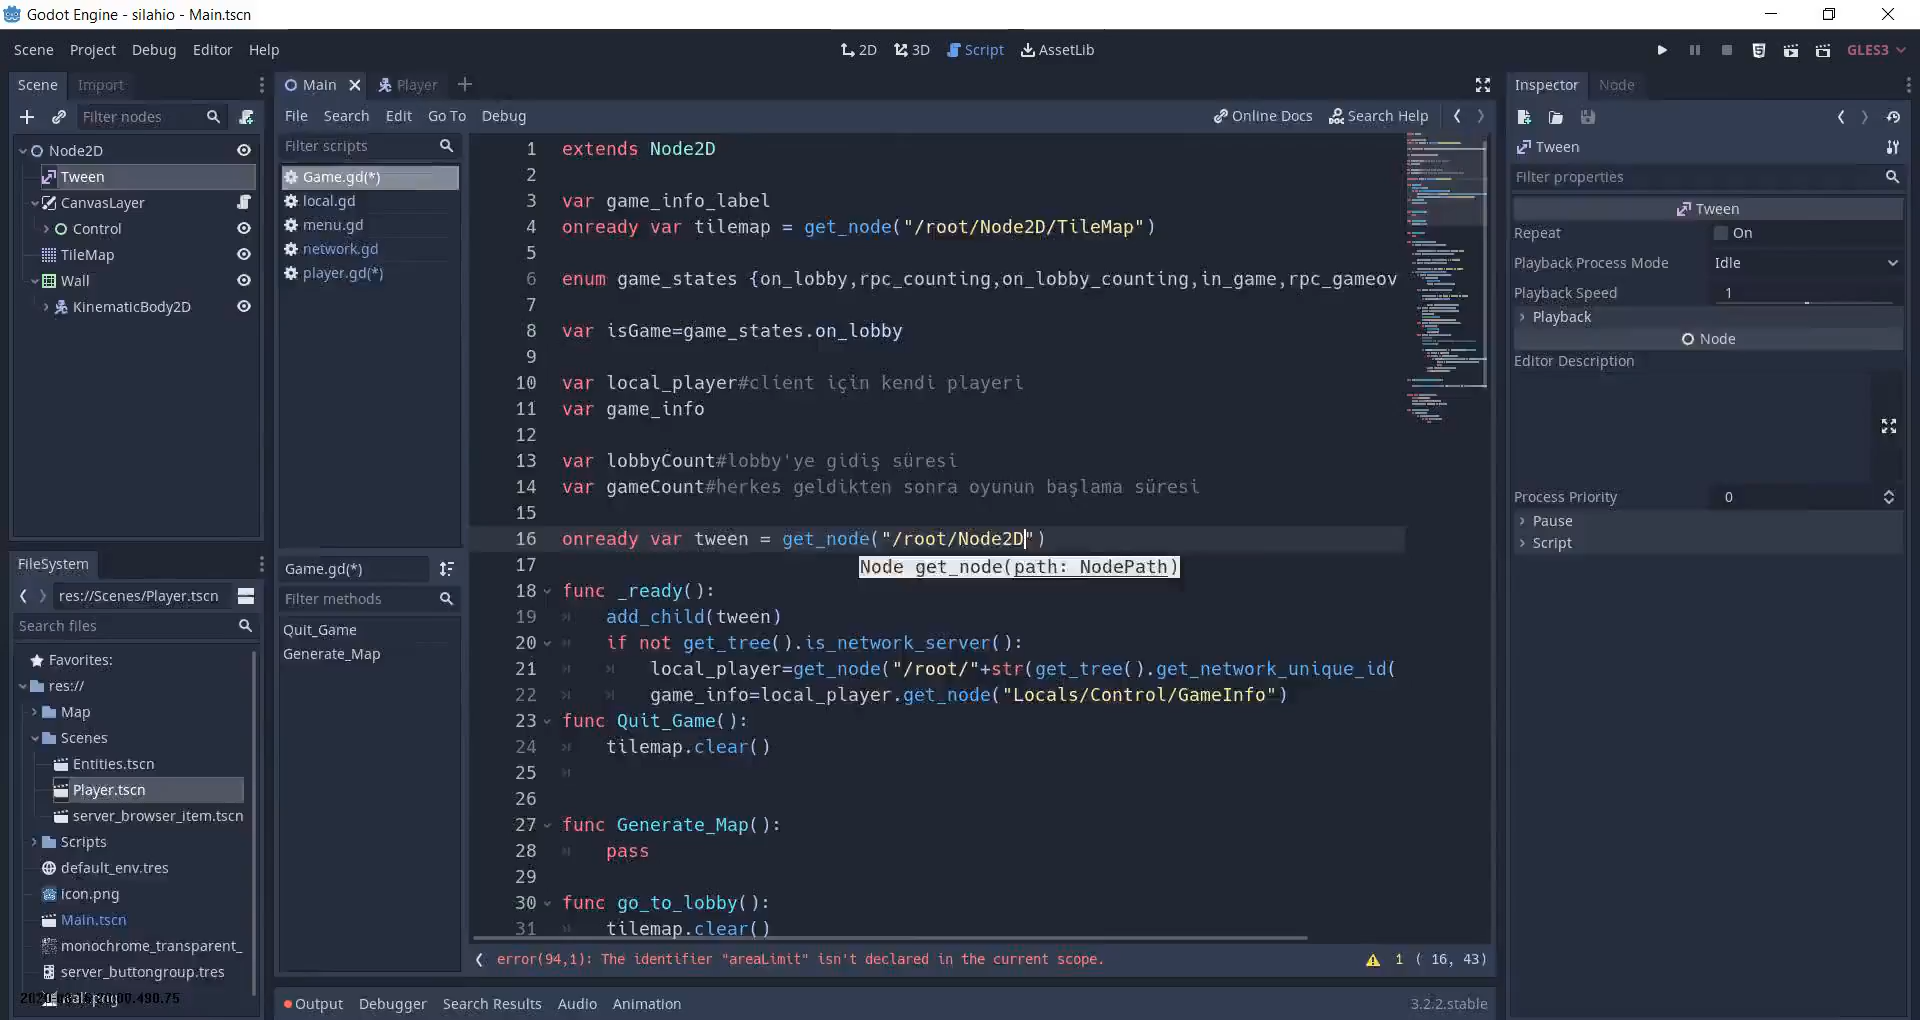 Godot Engine - silahio - Main.tscn
Scene Project Debug Editor Help
2D 3D Script AssetLib
GLES3
Scene Import
Filter nodes
Node2D
Tween
CanvasLayer
Control
TileMap
Wall
KinematicBody2D
FileSystem
res://Scenes/Player.tscn
Search files
Favorites:
res://
Map
Scenes
Entities.tscn
Player.tscn
server_browser_item.tscn
Scripts
default_env.tres
icon.png
Main.tscn
monochrome_transparent_
server_buttongroup.tres
Main Player
File Search Edit Go To Debug
Online Docs Search Help
Filter scripts
Game.gd(*)
local.gd
menu.gd
network.gd
player.gd(*)
Game.gd(*)
Filter methods
Quit_Game
Generate_Map
1 extends Node2D
2
3 var game_info_label
4 onready var tilemap = get_node("/root/Node2D/TileMap")
5
6 enum game_states {on_lobby,rpc_counting,on_lobby_counting,in_game,rpc_gameov
7
8 var isGame=game_states.on_lobby
9
10 var local_player#client için kendi playeri
11 var game_info
12
13 var lobbyCount#lobby'ye gidiş süresi
14 var gameCount#herkes geldikten sonra oyunun başlama süresi
15
16 onready var tween = get_node("/root/Node2D")
17
Node get_node(path: NodePath)
18 func _ready():
19 add_child(tween)
20 if not get_tree().is_network_server():
21 local_player=get_node("/root/"+str(get_tree().get_network_unique_id(
22 game_info=local_player.get_node("Locals/Control/GameInfo")
23 func Quit_Game():
24 tilemap.clear()
25
26
27 func Generate_Map():
28 pass
29
30 func go_to_lobby():
31 tilemap.clear()
error(94,1): The identifier "areaLimit" isn't declared in the current scope.
1 ( 16, 43)
Output Debugger Search Results Audio Animation
3.2.2.stable
Inspector Node
Tween
Filter properties
Tween
Repeat On
Playback Process Mode Idle
Playback Speed 1
Playback
Node
Editor Description
Process Priority 0
Pause
Script